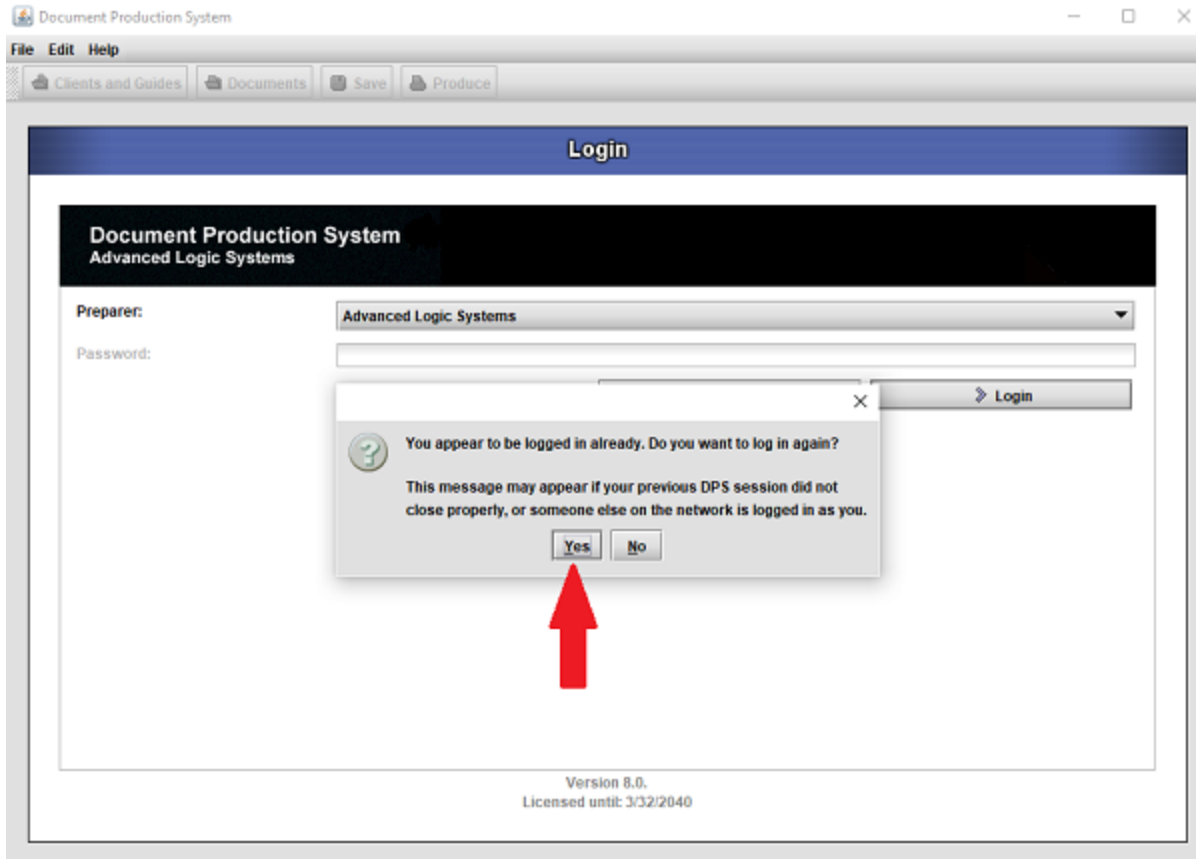 Document Production System
File Edit Help
Clients and Guides Documents Save Produce
Login
Document Production System
Advanced Logic Systems
Preparer: Advanced Logic Systems
Password:
Login
You appear to be logged in already. Do you want to log in again?
This message may appear if your previous DPS session did not
close properly, or someone else on the network is logged in as you.
Yes No
Version 8.0.
Licensed until: 3/32/2040